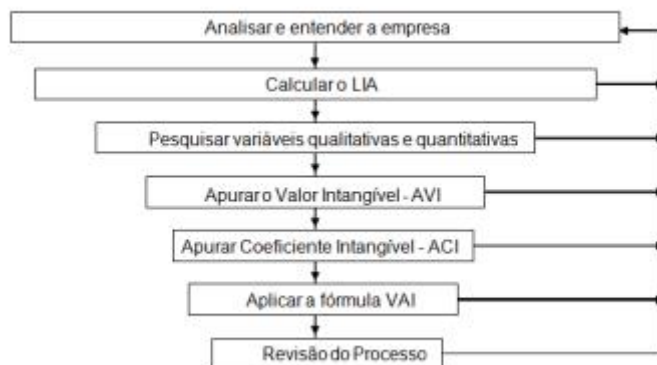 Analisar e entender a empresa
Calcular o LIA
Pesquisar variáveis qualitativas e quantitativas
Apurar o Valor Intangível - AVI
Apurar Coeficiente Intangível - ACI
Aplicar a fórmula VAI
Revisão do Processo